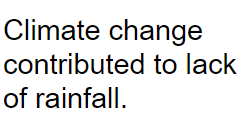 Climate change
contributed to lack
of rainfall.